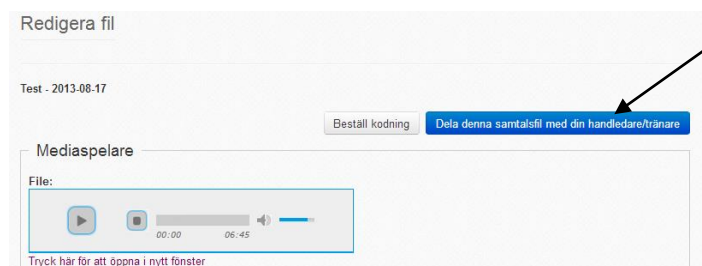 Redigera fil
Test - 2013-08-17
Beställ kodning Dela denna samtalsfil med din handledare/tränare
Mediaspelare
File:
00:00 06:45
Tryck här för att öppna i nytt fönster